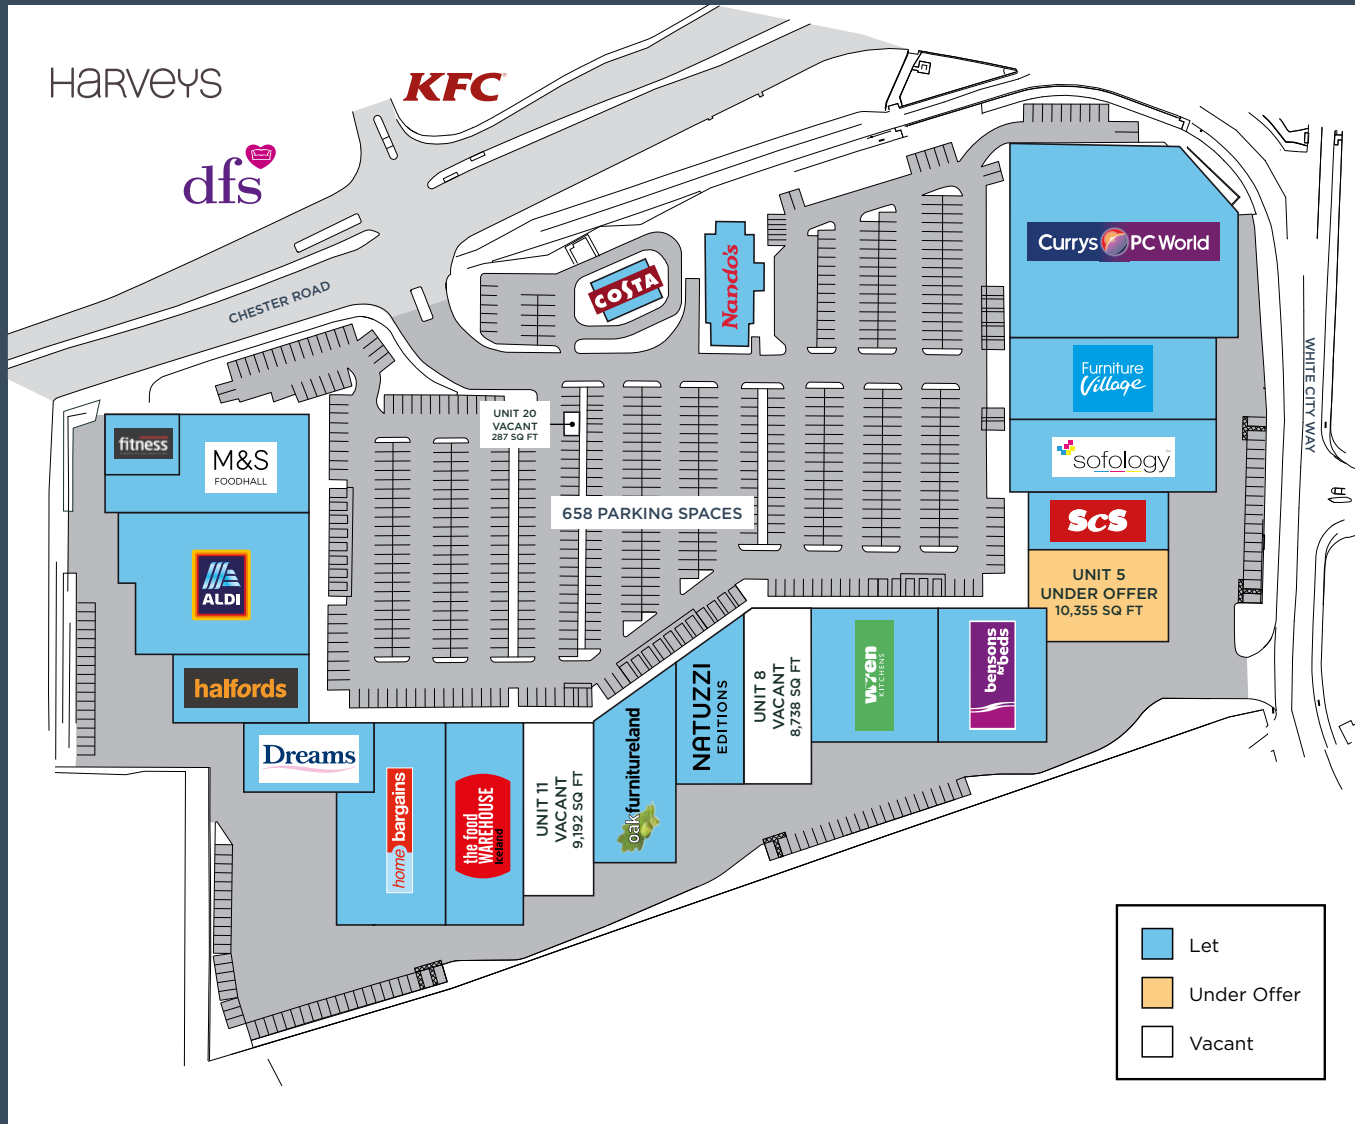 HARVEYS
KFC
dfs
CHESTER ROAD
COSTA
Nando's
Currys PC World
Furniture
Village
sofology
WHITE CITY WAY
ScS
UNIT 5
UNDER OFFER
10,355 SQ FT
UNIT 20
VACANT
287 SQ FT
658 PARKING SPACES
fitness
M&S
FOODHALL
ALDI
halfords
Dreams
home bargains
the food
WAREHOUSE
Iceland
UNIT 11
VACANT
9,192 SQ FT
oakfurnitureland
NATUZZI
EDITIONS
UNIT 8
VACANT
8,738 SQ FT
wren
KITCHENS
bensons
for beds
Let
Under Offer
Vacant